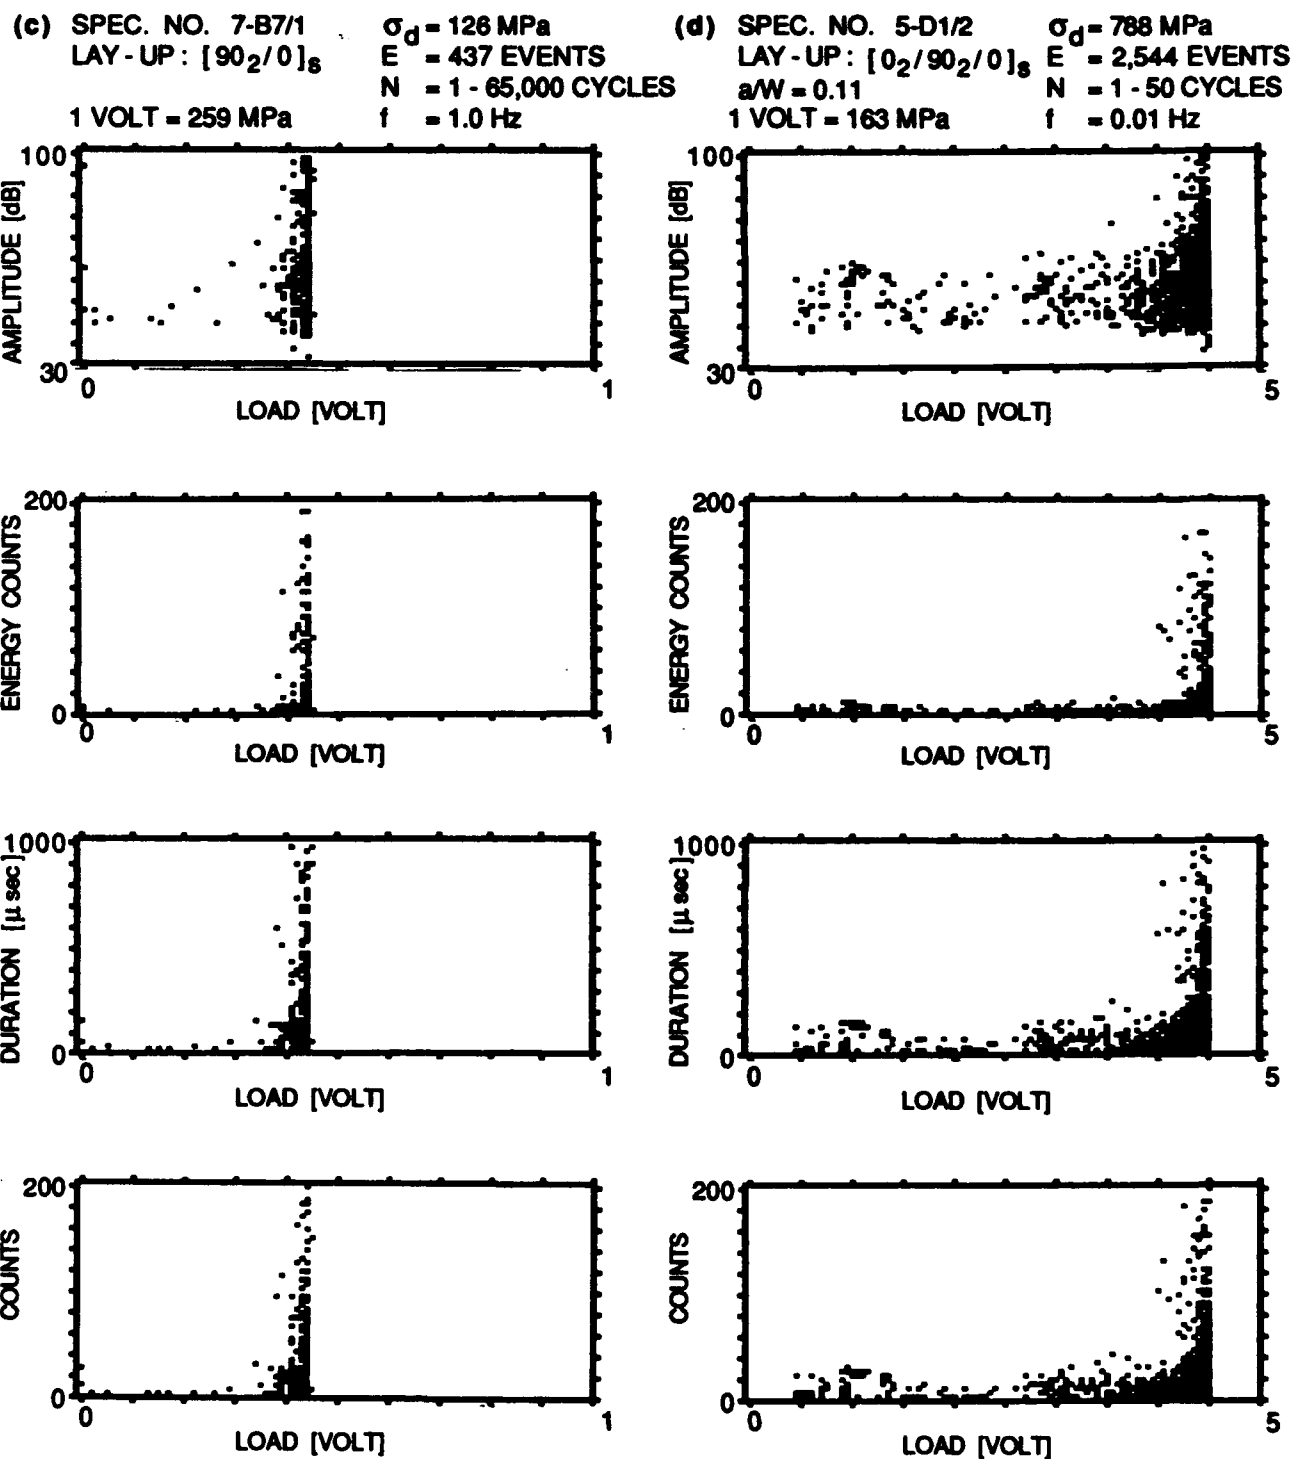 (c) SPEC. NO. 7-B7/1 σd = 126 MPa
LAY-UP: [90₂/0]s E = 437 EVENTS
N = 1 - 65,000 CYCLES
1 VOLT = 259 MPa f = 1.0 Hz
100
AMPLITUDE [dB]
30
0 1
LOAD [VOLT]
200
ENERGY COUNTS
0
0 1
LOAD [VOLT]
1000
DURATION [μ sec]
0
0 1
LOAD [VOLT]
200
COUNTS
0
0 1
LOAD [VOLT]
(d) SPEC. NO. 5-D1/2 σd = 788 MPa
LAY-UP: [0₂/90₂/0]s E = 2,544 EVENTS
a/W = 0.11 N = 1 - 50 CYCLES
1 VOLT = 163 MPa f = 0.01 Hz
100
AMPLITUDE [dB]
30
0 5
LOAD [VOLT]
200
ENERGY COUNTS
0
0 5
LOAD [VOLT]
1000
DURATION [μ sec]
0
0 5
LOAD [VOLT]
200
COUNTS
0
0 5
LOAD [VOLT]